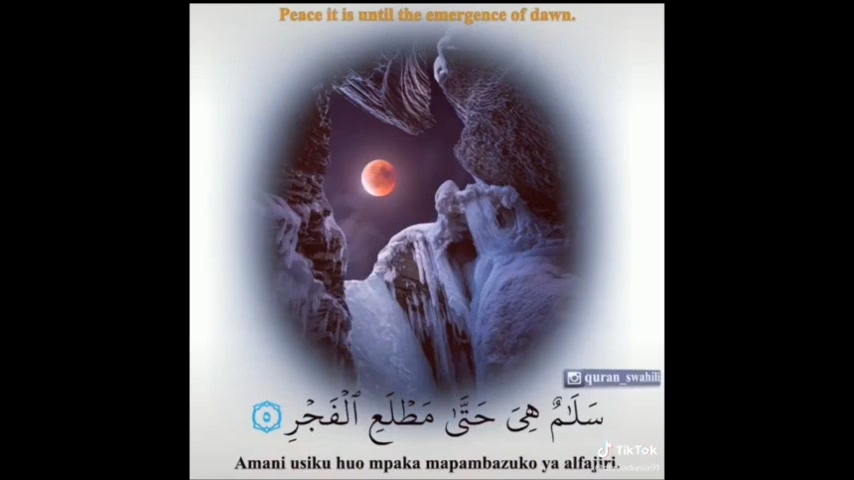 Peace it is until the emergence of dawn.
quran_swahili
سَلَـٰمٌ هِىَ حَتَّىٰ مَطْلَعِ ٱلْفَجْرِ ٥
TikTok
Amani usiku huo mpaka mapambazuko ya alfajiri.